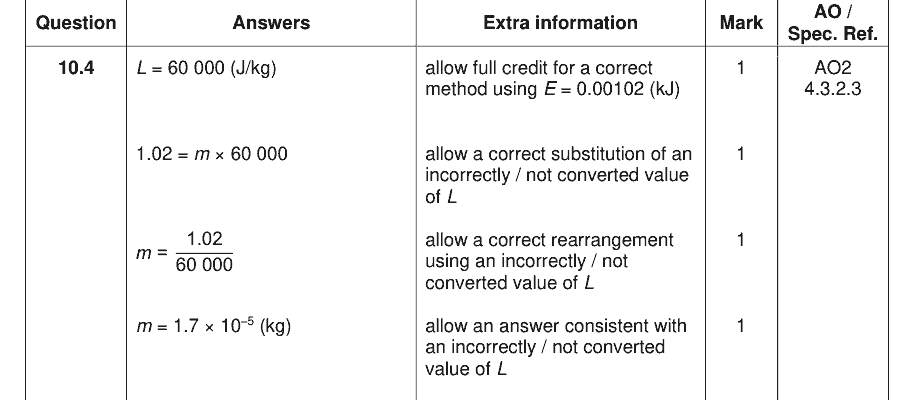 Question Answers Extra information Mark AO /
Spec. Ref.
10.4 L = 60 000 (J/kg) allow full credit for a correct 1 AO2
method using E = 0.00102 (kJ) 4.3.2.3
1.02 = m × 60 000 allow a correct substitution of an 1
incorrectly / not converted value
of L
m = 1.02 / 60 000 allow a correct rearrangement 1
using an incorrectly / not
converted value of L
m = 1.7 × 10⁻⁵ (kg) allow an answer consistent with 1
an incorrectly / not converted
value of L